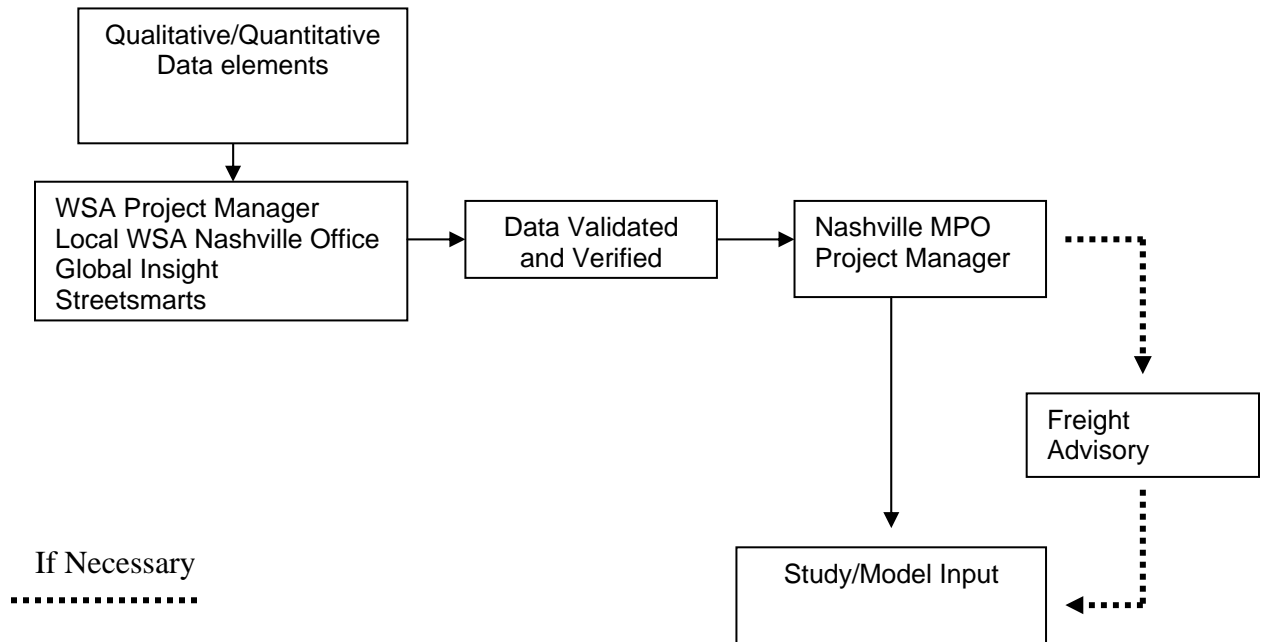 Qualitative/Quantitative
Data elements
WSA Project Manager
Local WSA Nashville Office
Global Insight
Streetsmarts
Data Validated
and Verified
Nashville MPO
Project Manager
Freight
Advisory
Study/Model Input
If Necessary